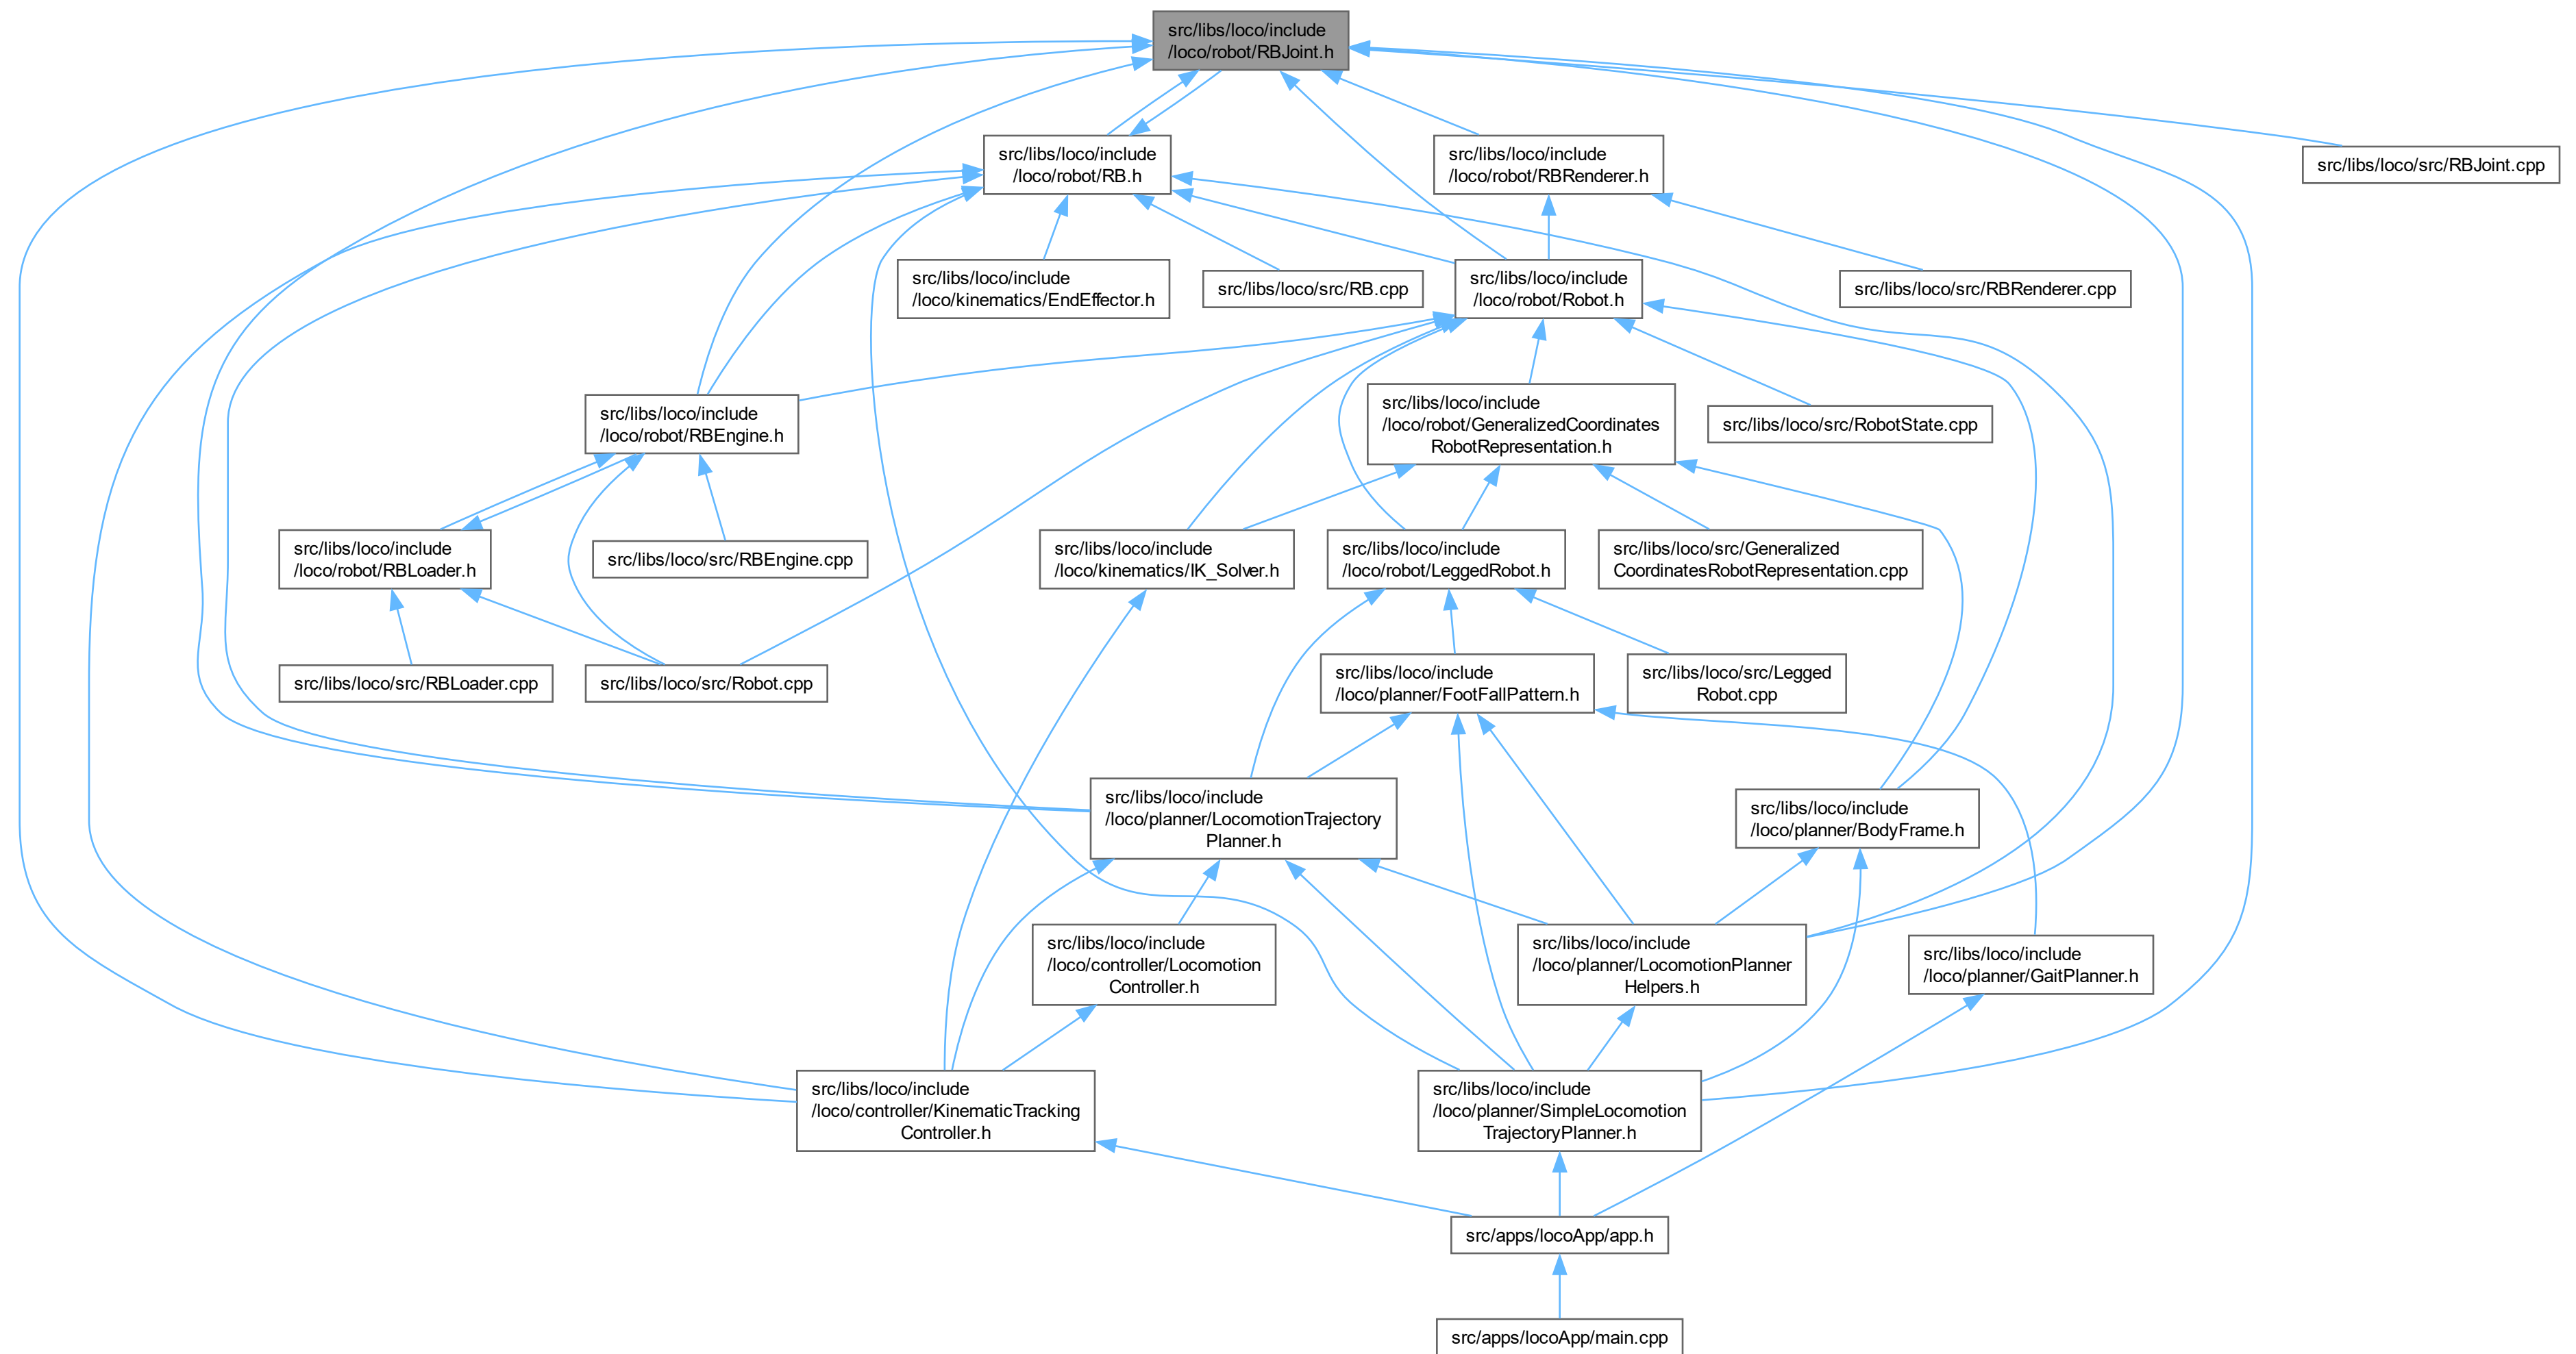 src/libs/loco/include
/loco/robot/RBJoint.h
src/libs/loco/include
/loco/robot/RB.h
src/libs/loco/include
/loco/robot/RBRenderer.h
src/libs/loco/src/RBJoint.cpp
src/libs/loco/include
/loco/kinematics/EndEffector.h
src/libs/loco/src/RB.cpp
src/libs/loco/include
/loco/robot/Robot.h
src/libs/loco/src/RBRenderer.cpp
src/libs/loco/include
/loco/robot/RBEngine.h
src/libs/loco/include
/loco/robot/GeneralizedCoordinates
RobotRepresentation.h
src/libs/loco/src/RobotState.cpp
src/libs/loco/include
/loco/robot/RBLoader.h
src/libs/loco/src/RBEngine.cpp
src/libs/loco/include
/loco/kinematics/IK_Solver.h
src/libs/loco/include
/loco/robot/LeggedRobot.h
src/libs/loco/src/Generalized
CoordinatesRobotRepresentation.cpp
src/libs/loco/src/RBLoader.cpp
src/libs/loco/src/Robot.cpp
src/libs/loco/include
/loco/planner/FootFallPattern.h
src/libs/loco/src/Legged
Robot.cpp
src/libs/loco/include
/loco/planner/LocomotionTrajectory
Planner.h
src/libs/loco/include
/loco/planner/BodyFrame.h
src/libs/loco/include
/loco/controller/Locomotion
Controller.h
src/libs/loco/include
/loco/planner/LocomotionPlanner
Helpers.h
src/libs/loco/include
/loco/planner/GaitPlanner.h
src/libs/loco/include
/loco/controller/KinematicTracking
Controller.h
src/libs/loco/include
/loco/planner/SimpleLocomotion
TrajectoryPlanner.h
src/apps/locoApp/app.h
src/apps/locoApp/main.cpp